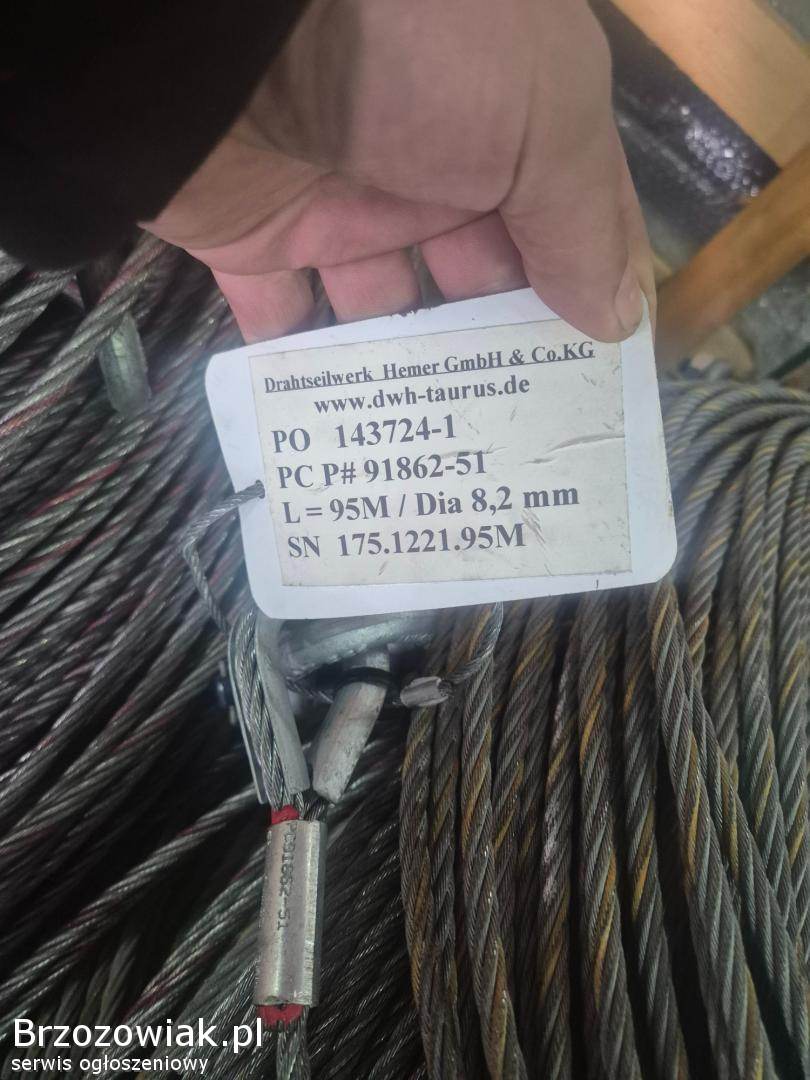 Drahtseilwerk Hemer GmbH & Co.KG
www.dwh-taurus.de
PO 143724-1
PC P# 91862-51
L = 95M / Dia 8,2 mm
SN 175.1221.95M
PC91862-51
Brzozowiak.pl
serwis ogłoszeniowy